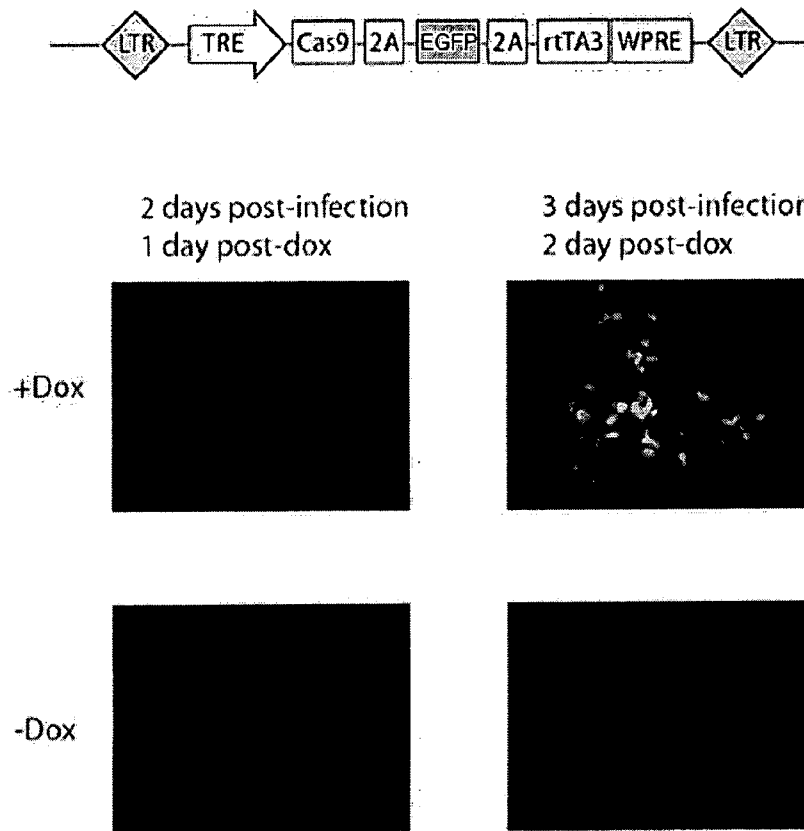 LTR TRE Cas9 2A EGFP 2A rtTA3 WPRE LTR
2 days post-infection
1 day post-dox
3 days post-infection
2 day post-dox
+Dox
-Dox